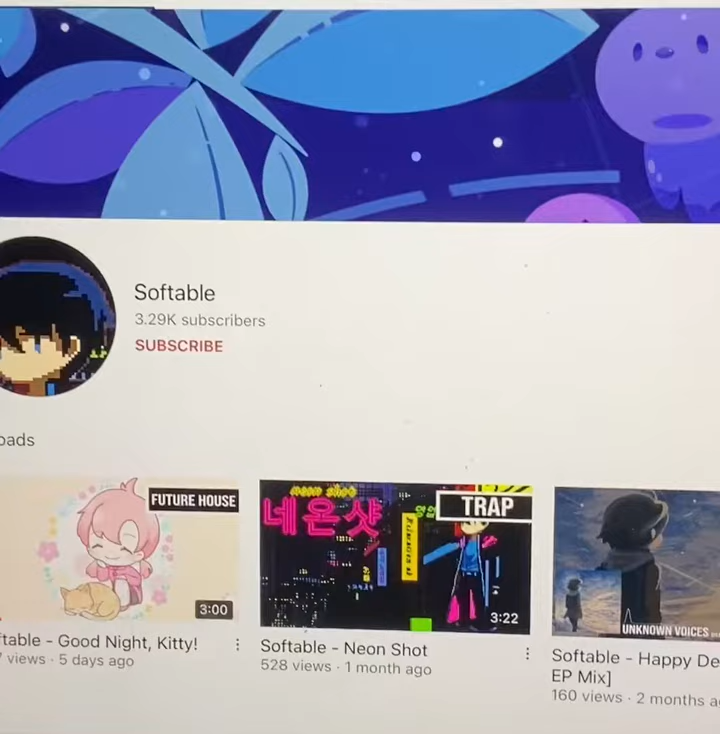 Softable
3.29K subscribers
SUBSCRIBE
oads
FUTURE HOUSE
3:00
ftable - Good Night, Kitty!
views · 5 days ago
neon shot
네온샷
TRAP
3:22
Softable - Neon Shot
528 views · 1 month ago
UNKNOWN VOICES
Softable - Happy De
EP Mix]
160 views · 2 months a